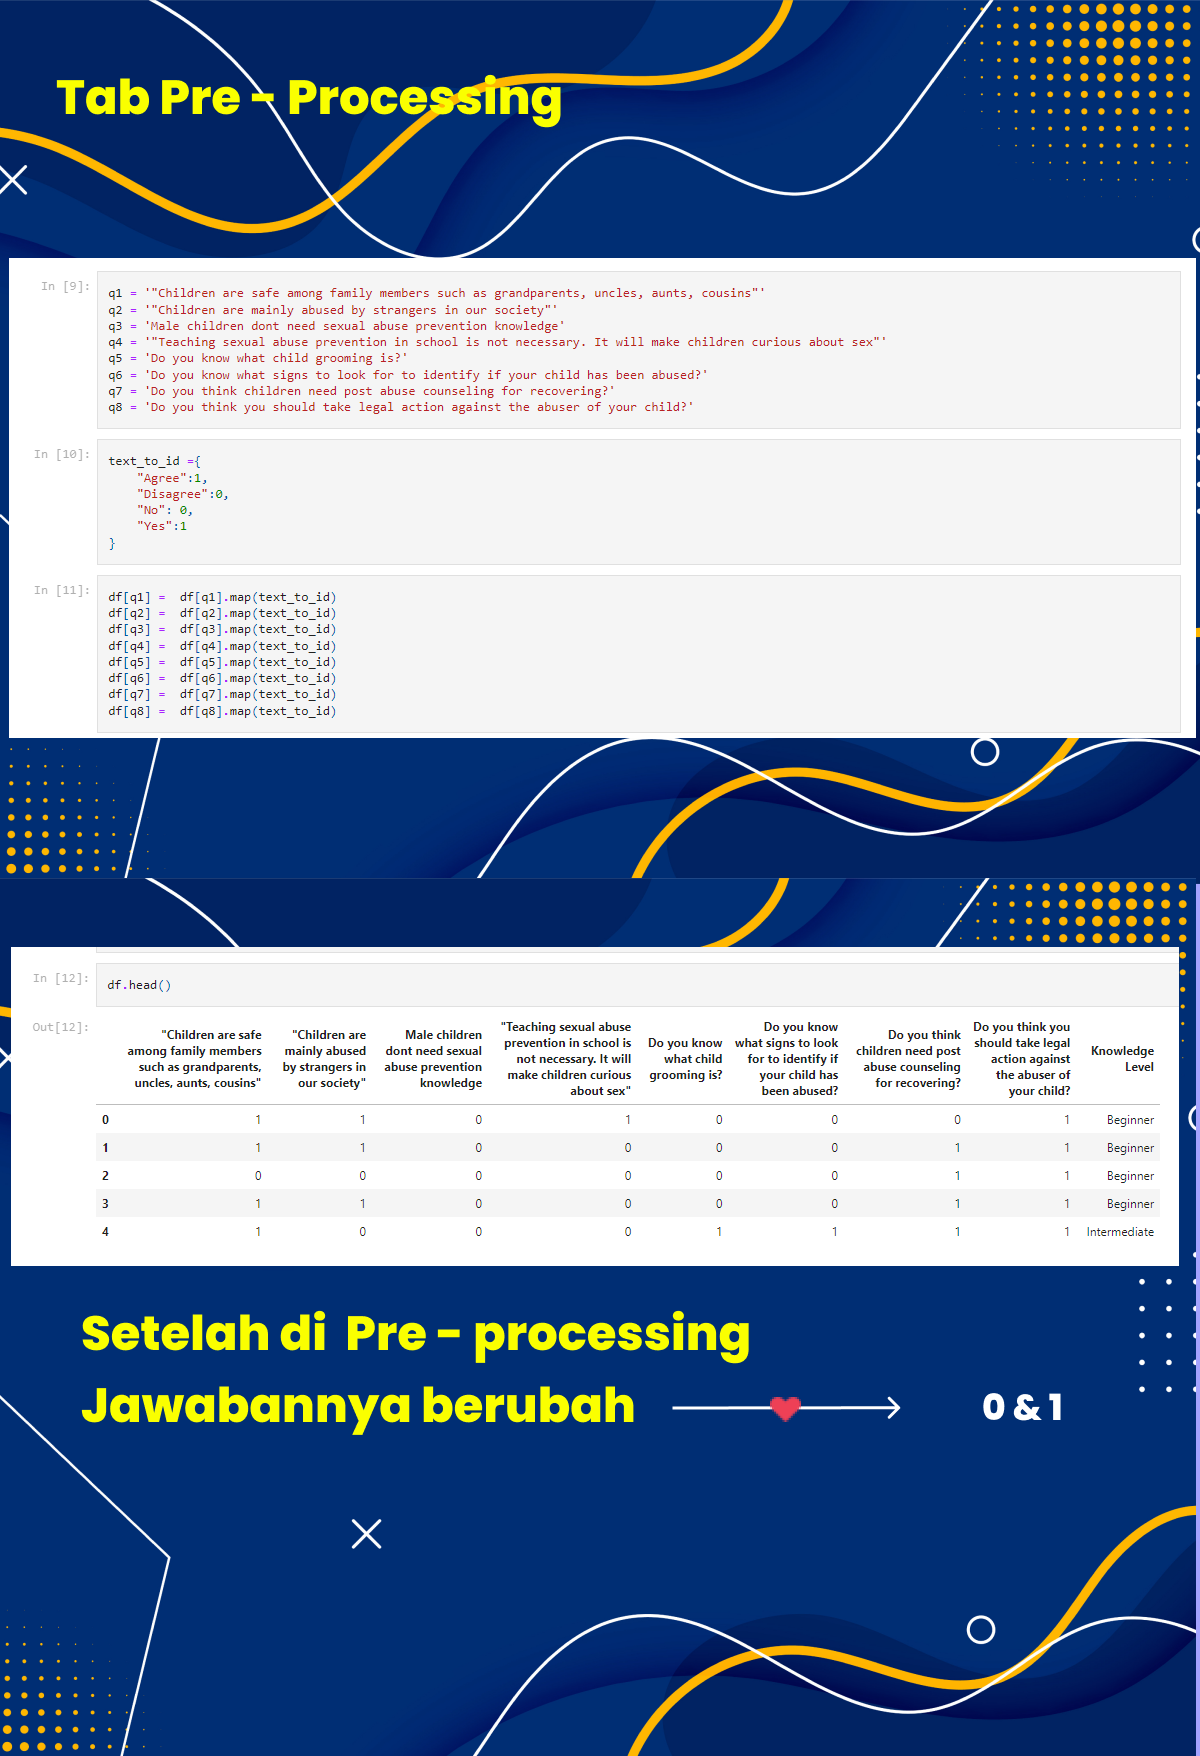 Tab Pre - Processing
In [9]:
q1 = '"Children are safe among family members such as grandparents, uncles, aunts, cousins"'
q2 = '"Children are mainly abused by strangers in our society"'
q3 = 'Male children dont need sexual abuse prevention knowledge'
q4 = '"Teaching sexual abuse prevention in school is not necessary. It will make children curious about sex"'
q5 = 'Do you know what child grooming is?'
q6 = 'Do you know what signs to look for to identify if your child has been abused?'
q7 = 'Do you think children need post abuse counseling for recovering?'
q8 = 'Do you think you should take legal action against the abuser of your child?'
In [10]:
text_to_id ={
"Agree":1,
"Disagree":0,
"No": 0,
"Yes":1
}
In [11]:
df[q1] =  df[q1].map(text_to_id)
df[q2] =  df[q2].map(text_to_id)
df[q3] =  df[q3].map(text_to_id)
df[q4] =  df[q4].map(text_to_id)
df[q5] =  df[q5].map(text_to_id)
df[q6] =  df[q6].map(text_to_id)
df[q7] =  df[q7].map(text_to_id)
df[q8] =  df[q8].map(text_to_id)
In [12]:
df.head()
Out[12]:
"Children are safe
among family members
such as grandparents,
uncles, aunts, cousins"
"Children are
mainly abused
by strangers in
our society"
Male children
dont need sexual
abuse prevention
knowledge
"Teaching sexual abuse
prevention in school is
not necessary. It will
make children curious
about sex"
Do you know
what child
grooming is?
Do you know
what signs to look
for to identify if
your child has
been abused?
Do you think
children need post
abuse counseling
for recovering?
Do you think you
should take legal
action against
the abuser of
your child?
Knowledge
Level
0 1 1 0 1 0 0 0 1 Beginner
1 1 1 0 0 0 0 1 1 Beginner
2 0 0 0 0 0 0 1 1 Beginner
3 1 1 0 0 0 0 1 1 Beginner
4 1 0 0 0 1 1 1 1 Intermediate
Setelah di Pre - processing
Jawabannya berubah 0 & 1